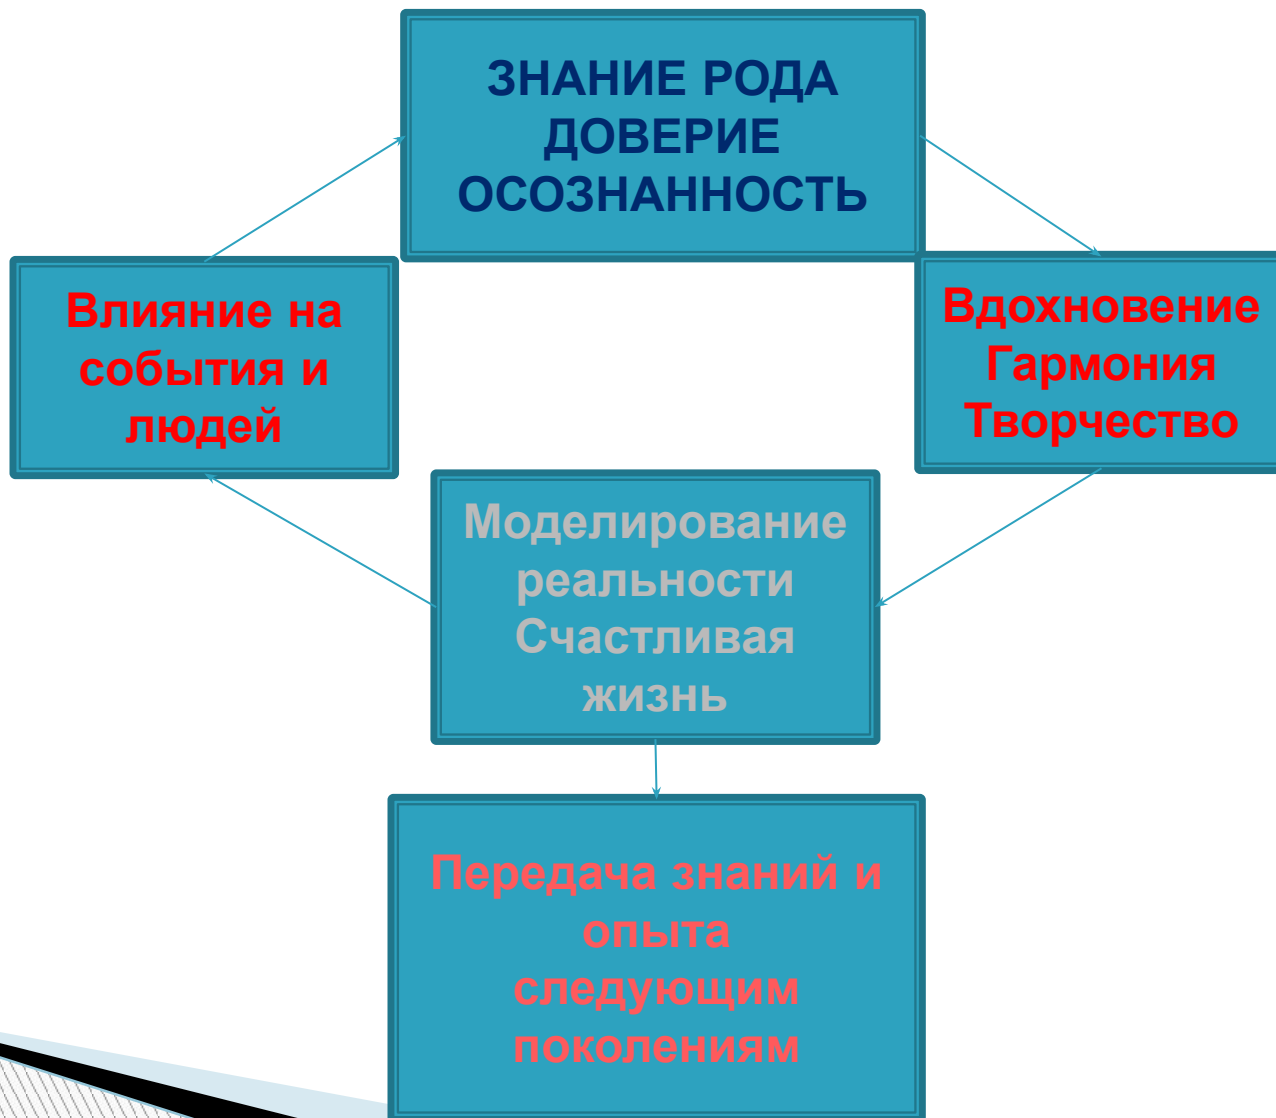 ЗНАНИЕ РОДА
ДОВЕРИЕ
ОСОЗНАННОСТЬ
Влияние на
события и
людей
Вдохновение
Гармония
Творчество
Моделирование
реальности
Счастливая
жизнь
Передача знаний и
опыта
следующим
поколениям